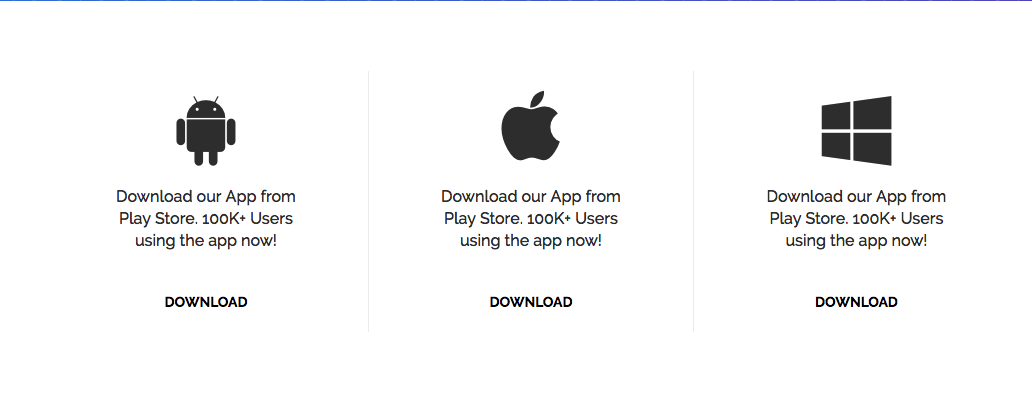 Download our App from
Play Store. 100K+ Users
using the app now!
DOWNLOAD
Download our App from
Play Store. 100K+ Users
using the app now!
DOWNLOAD
Download our App from
Play Store. 100K+ Users
using the app now!
DOWNLOAD